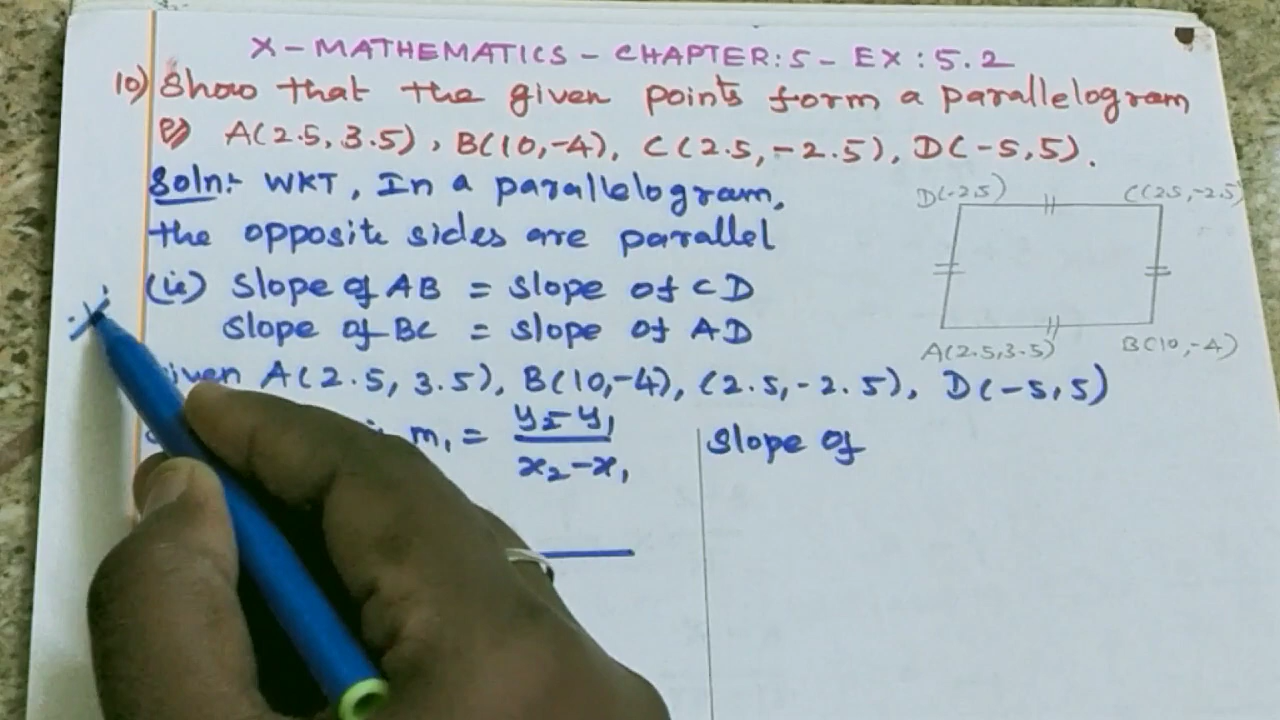 X - MATHEMATICS - CHAPTER: 5 - EX : 5.2
10) Show that the given points form a parallelogram
A(2.5, 3.5), B(10,-4), C(2.5, -2.5), D(-5,5).
Soln:- WKT, In a parallelogram,
the opposite sides are parallel
(ie) Slope of AB = slope of CD
Slope of BC = slope of AD
D(-2.5) C(2.5, -2.5)
A(2.5,3.5) B(10,-4)
iven A(2.5, 3.5), B(10,-4), (2.5,-2.5), D(-5,5)
m₁ = y₂-y₁
x₂-x₁
Slope of